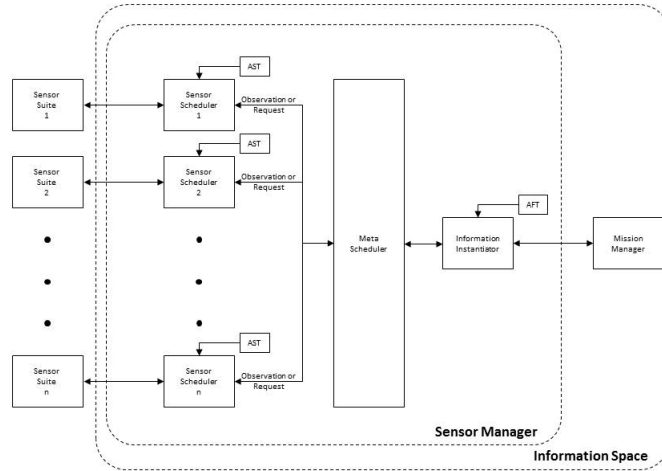 AST
Sensor
Suite
1
Sensor
Scheduler
1
Observation or
Request
AST
Sensor
Suite
2
Sensor
Scheduler
2
Observation or
Request
AFT
Meta
Scheduler
Information
Instantiator
Mission
Manager
AST
Sensor
Suite
n
Sensor
Scheduler
n
Observation or
Request
Sensor Manager
Information Space